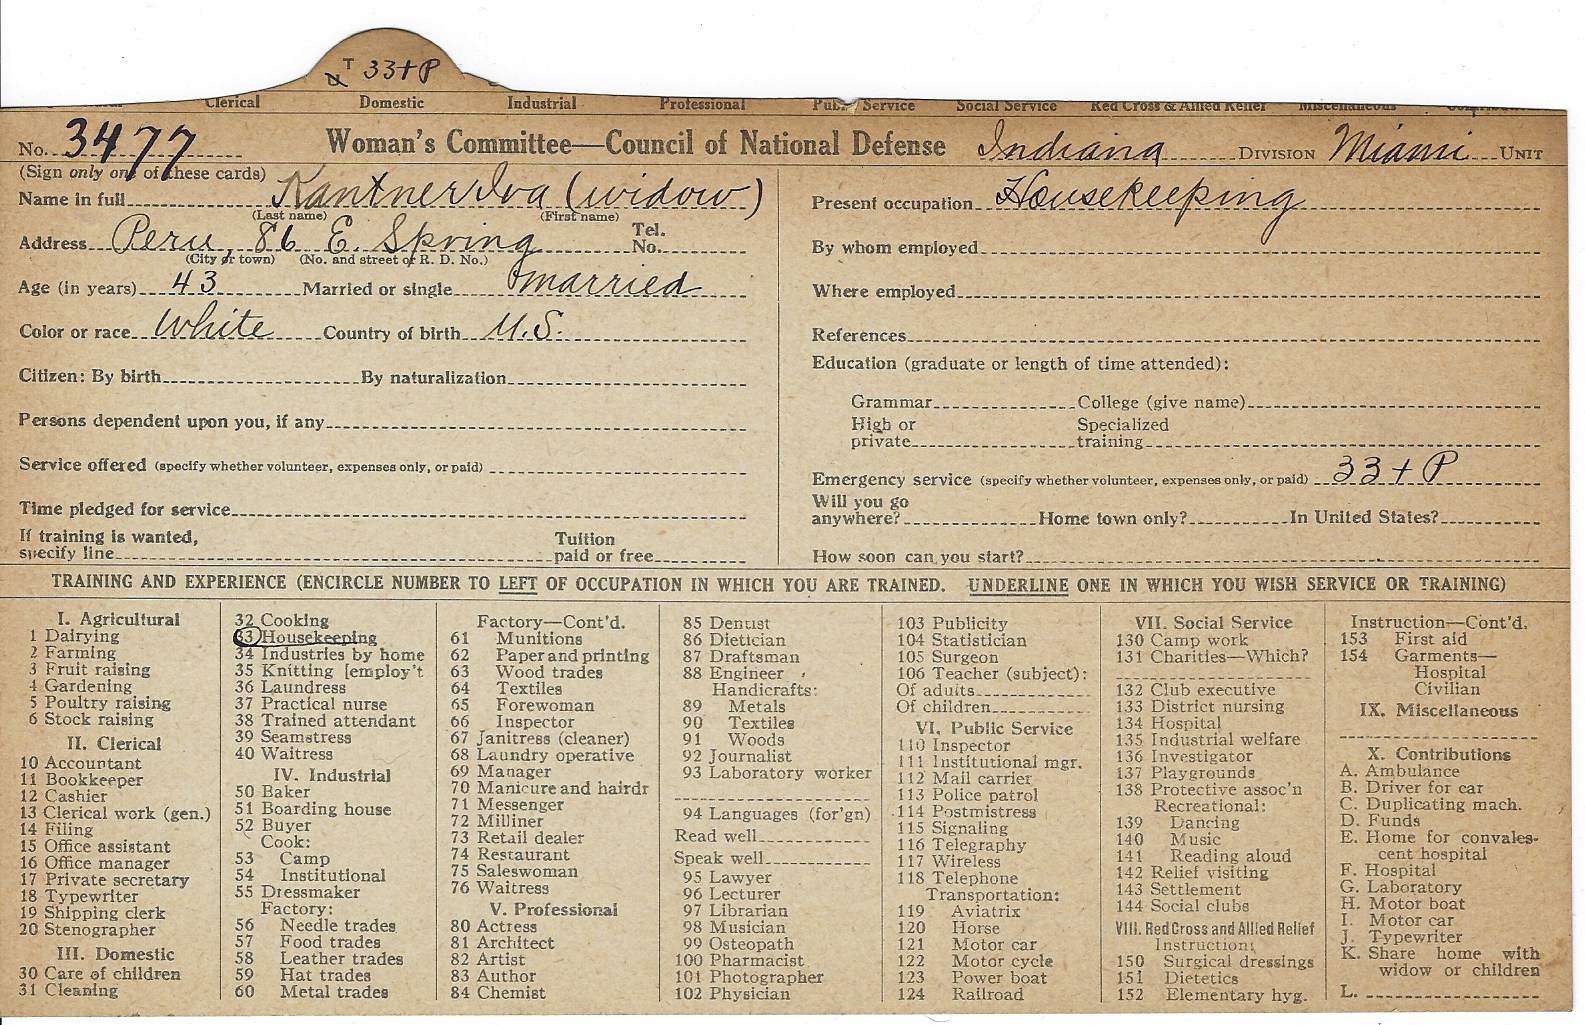 T 33+P
Clerical Domestic Industrial Professional Public Service Social Service Red Cross & Allied Relief Miscellaneous
No. 3477 Woman's Committee—Council of National Defense Indiana DIVISION Miami UNIT
(Sign only one of these cards)
Name in full Kantner Iva (widow)
(Last name) (First name)
Address Peru, 86 E. Spring Tel. No.
(City or town) (No. and street or R. D. No.)
Age (in years) 43 Married or single married
Color or race White Country of birth U.S.
Citizen: By birth By naturalization
Persons dependent upon you, if any
Service offered (specify whether volunteer, expenses only, or paid)
Time pledged for service
If training is wanted, specify line Tuition paid or free
Present occupation Housekeeping
By whom employed
Where employed
References
Education (graduate or length of time attended):
Grammar College (give name)
High or private Specialized training
Emergency service (specify whether volunteer, expenses only, or paid) 33+P
Will you go anywhere? Home town only? In United States?
How soon can you start?
TRAINING AND EXPERIENCE (ENCIRCLE NUMBER TO LEFT OF OCCUPATION IN WHICH YOU ARE TRAINED. UNDERLINE ONE IN WHICH YOU WISH SERVICE OR TRAINING)
I. Agricultural
1 Dairying
2 Farming
3 Fruit raising
4 Gardening
5 Poultry raising
6 Stock raising
II. Clerical
10 Accountant
11 Bookkeeper
12 Cashier
13 Clerical work (gen.)
14 Filing
15 Office assistant
16 Office manager
17 Private secretary
18 Typewriter
19 Shipping clerk
20 Stenographer
III. Domestic
30 Care of children
31 Cleaning
32 Cooking
33 Housekeeping
34 Industries by home
35 Knitting [employ't
36 Laundress
37 Practical nurse
38 Trained attendant
39 Seamstress
40 Waitress
IV. Industrial
50 Baker
51 Boarding house
52 Buyer
Cook:
53 Camp
54 Institutional
55 Dressmaker
Factory:
56 Needle trades
57 Food trades
58 Leather trades
59 Hat trades
60 Metal trades
Factory—Cont'd.
61 Munitions
62 Paper and printing
63 Wood trades
64 Textiles
65 Forewoman
66 Inspector
67 Janitress (cleaner)
68 Laundry operative
69 Manager
70 Manicure and hairdr
71 Messenger
72 Milliner
73 Retail dealer
74 Restaurant
75 Saleswoman
76 Waitress
V. Professional
80 Actress
81 Architect
82 Artist
83 Author
84 Chemist
85 Dentist
86 Dietician
87 Draftsman
88 Engineer
Handicrafts:
89 Metals
90 Textiles
91 Woods
92 Journalist
93 Laboratory worker
94 Languages (for'gn)
Read well
Speak well
95 Lawyer
96 Lecturer
97 Librarian
98 Musician
99 Osteopath
100 Pharmacist
101 Photographer
102 Physician
103 Publicity
104 Statistician
105 Surgeon
106 Teacher (subject):
Of adults
Of children
VI. Public Service
110 Inspector
111 Institutional mgr.
112 Mail carrier
113 Police patrol
114 Postmistress
115 Signaling
116 Telegraphy
117 Wireless
118 Telephone
Transportation:
119 Aviatrix
120 Horse
121 Motor car
122 Motor cycle
123 Power boat
124 Railroad
VII. Social Service
130 Camp work
131 Charities—Which?
132 Club executive
133 District nursing
134 Hospital
135 Industrial welfare
136 Investigator
137 Playgrounds
138 Protective assoc'n
Recreational:
139 Dancing
140 Music
141 Reading aloud
142 Relief visiting
143 Settlement
144 Social clubs
VIII. Red Cross and Allied Relief
Instruction:
150 Surgical dressings
151 Dietetics
152 Elementary hyg.
Instruction—Cont'd.
153 First aid
154 Garments—
Hospital
Civilian
IX. Miscellaneous
X. Contributions
A. Ambulance
B. Driver for car
C. Duplicating mach.
D. Funds
E. Home for convales-
cent hospital
F. Hospital
G. Laboratory
H. Motor boat
I. Motor car
J. Typewriter
K. Share home with
widow or children
L.